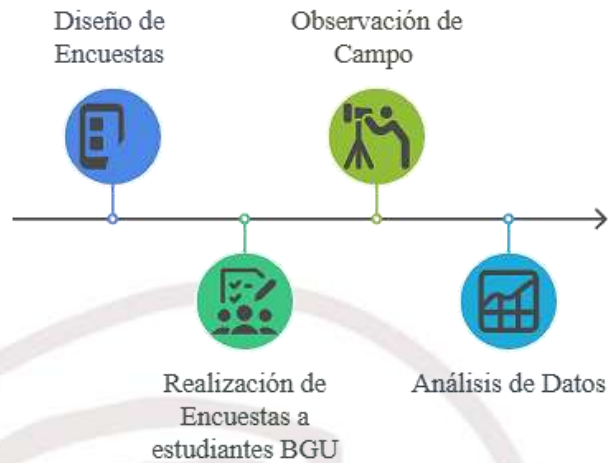 Diseño de
Encuestas
Observación de
Campo
Realización de
Encuestas a
estudiantes BGU
Análisis de Datos